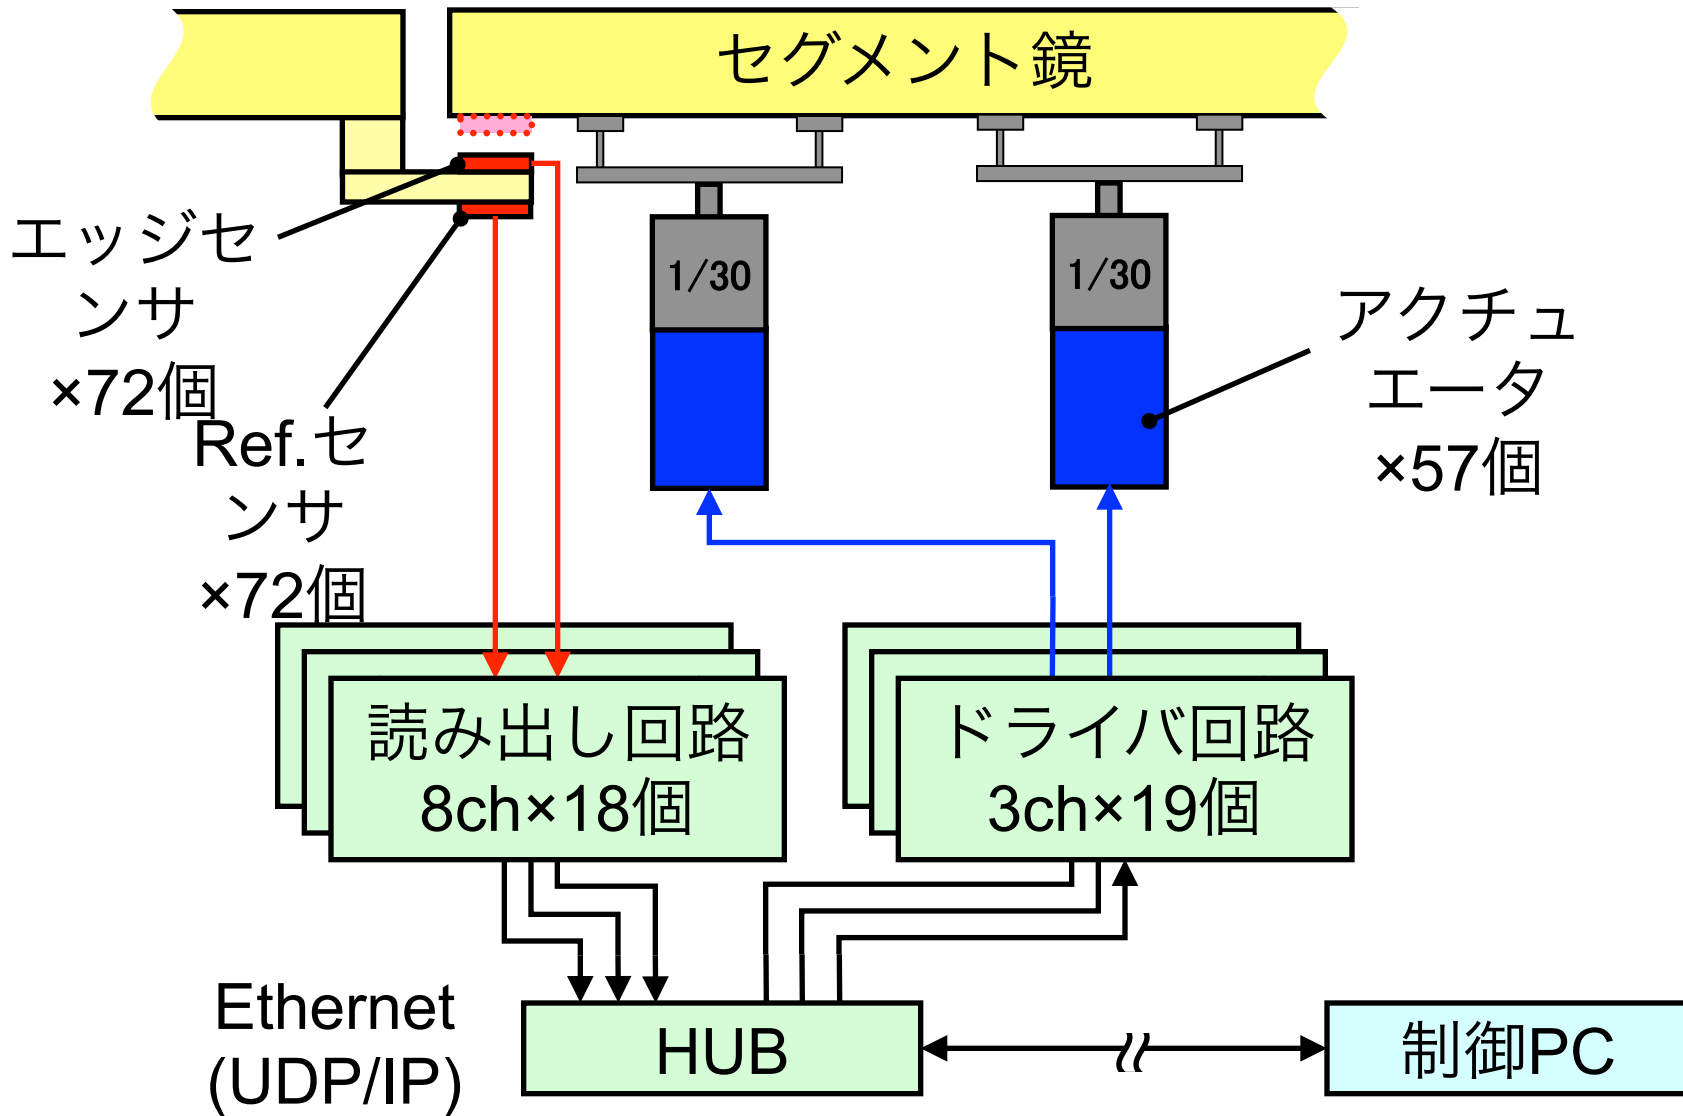 セグメント鏡
エッジセ
ンサ
×72個
Ref.セ
ンサ
×72個
1/30
1/30
アクチュ
エータ
×57個
読み出し回路
8ch×18個
ドライバ回路
3ch×19個
Ethernet
(UDP/IP)
HUB
制御PC